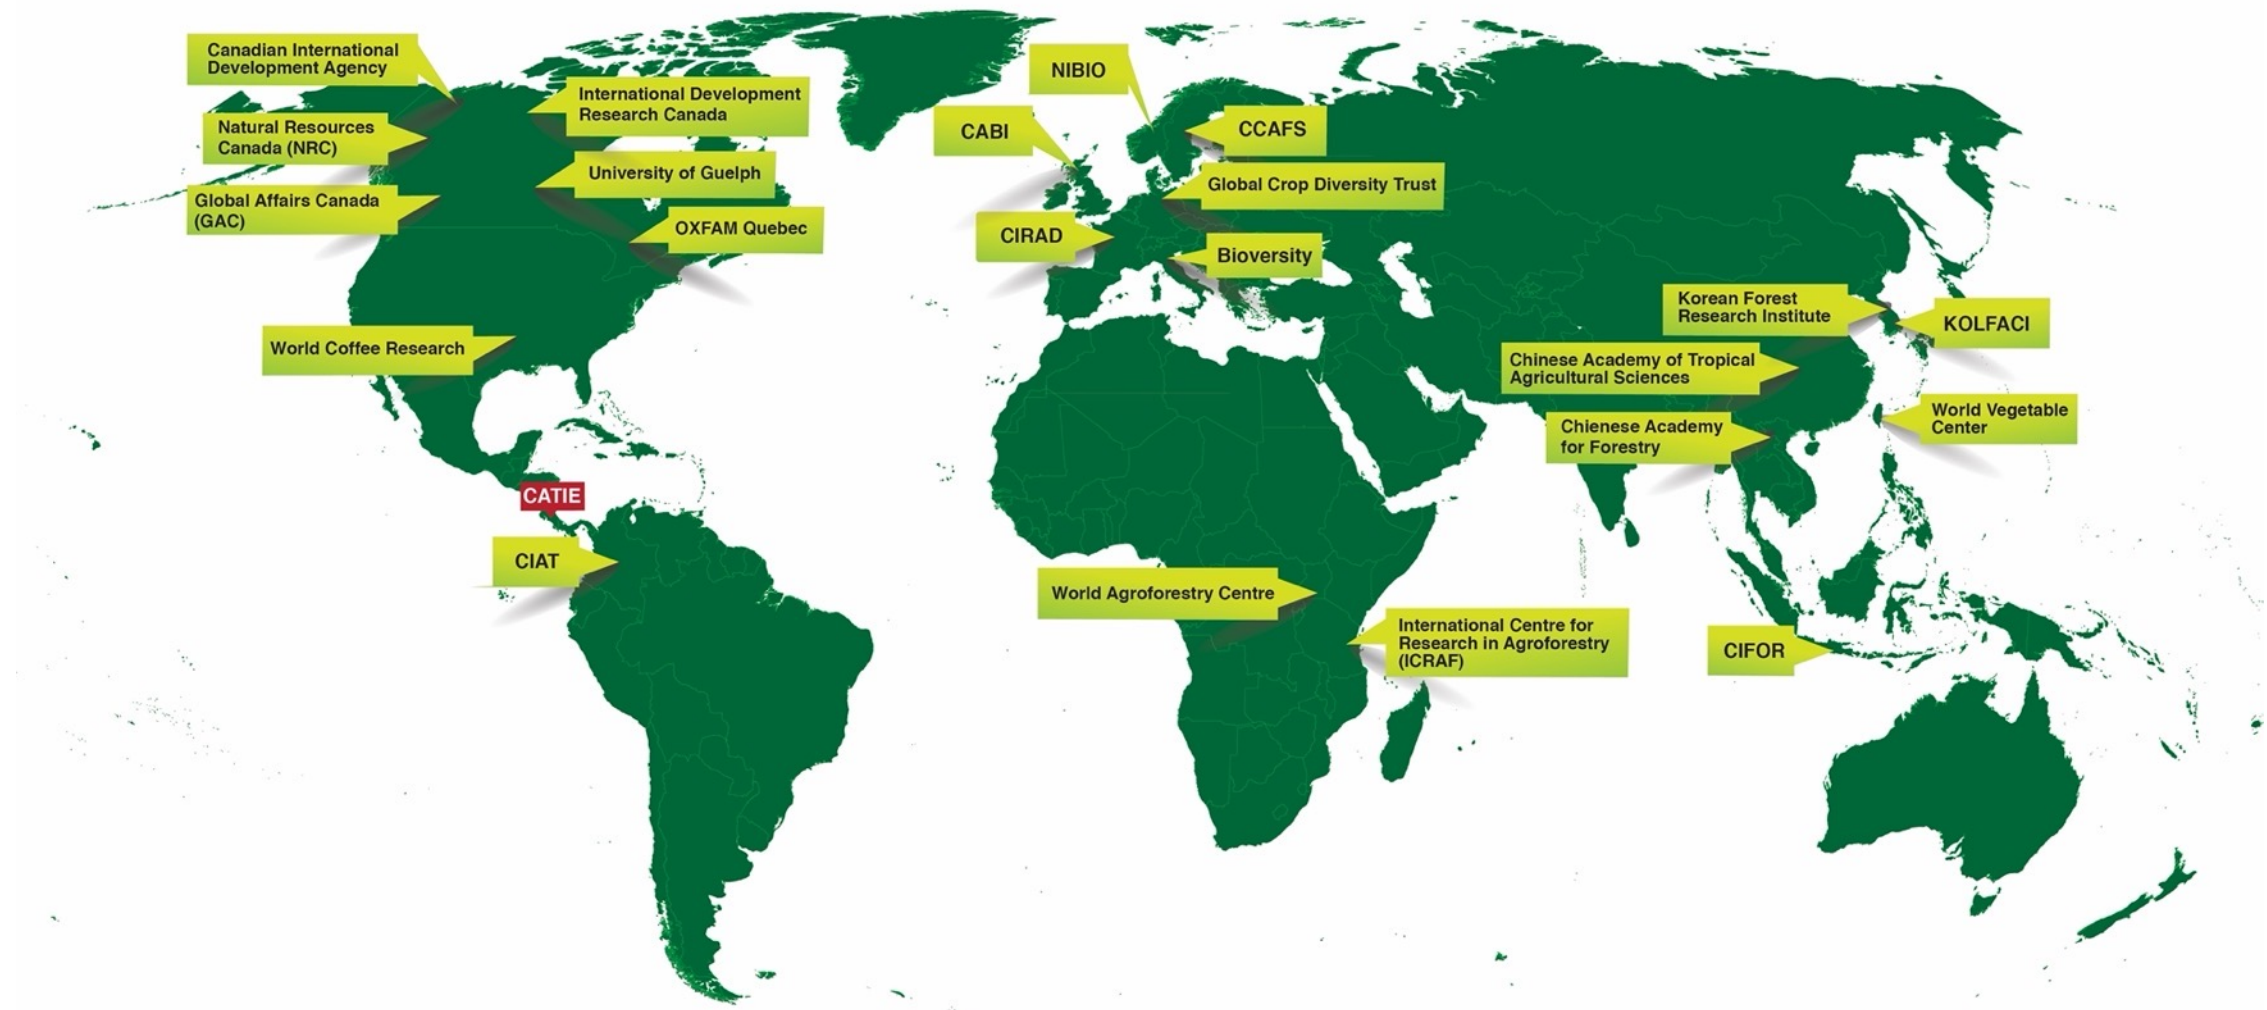 Canadian International
Development Agency
Natural Resources
Canada (NRC)
Global Affairs Canada
(GAC)
International Development
Research Canada
University of Guelph
OXFAM Quebec
World Coffee Research
CATIE
CIAT
NIBIO
CABI
CCAFS
Global Crop Diversity Trust
CIRAD
Bioversity
World Agroforestry Centre
International Centre for
Research in Agroforestry
(ICRAF)
Korean Forest
Research Institute
KOLFACI
Chinese Academy of Tropical
Agricultural Sciences
Chienese Academy
for Forestry
World Vegetable
Center
CIFOR